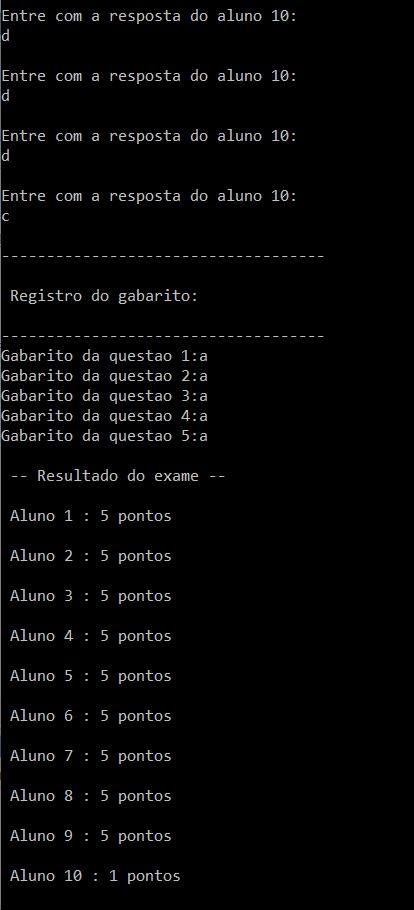 Entre com a resposta do aluno 10:
d
Entre com a resposta do aluno 10:
d
Entre com a resposta do aluno 10:
d
Entre com a resposta do aluno 10:
c
------------------------------------
Registro do gabarito:
------------------------------------
Gabarito da questao 1:a
Gabarito da questao 2:a
Gabarito da questao 3:a
Gabarito da questao 4:a
Gabarito da questao 5:a
-- Resultado do exame --
Aluno 1 : 5 pontos
Aluno 2 : 5 pontos
Aluno 3 : 5 pontos
Aluno 4 : 5 pontos
Aluno 5 : 5 pontos
Aluno 6 : 5 pontos
Aluno 7 : 5 pontos
Aluno 8 : 5 pontos
Aluno 9 : 5 pontos
Aluno 10 : 1 pontos